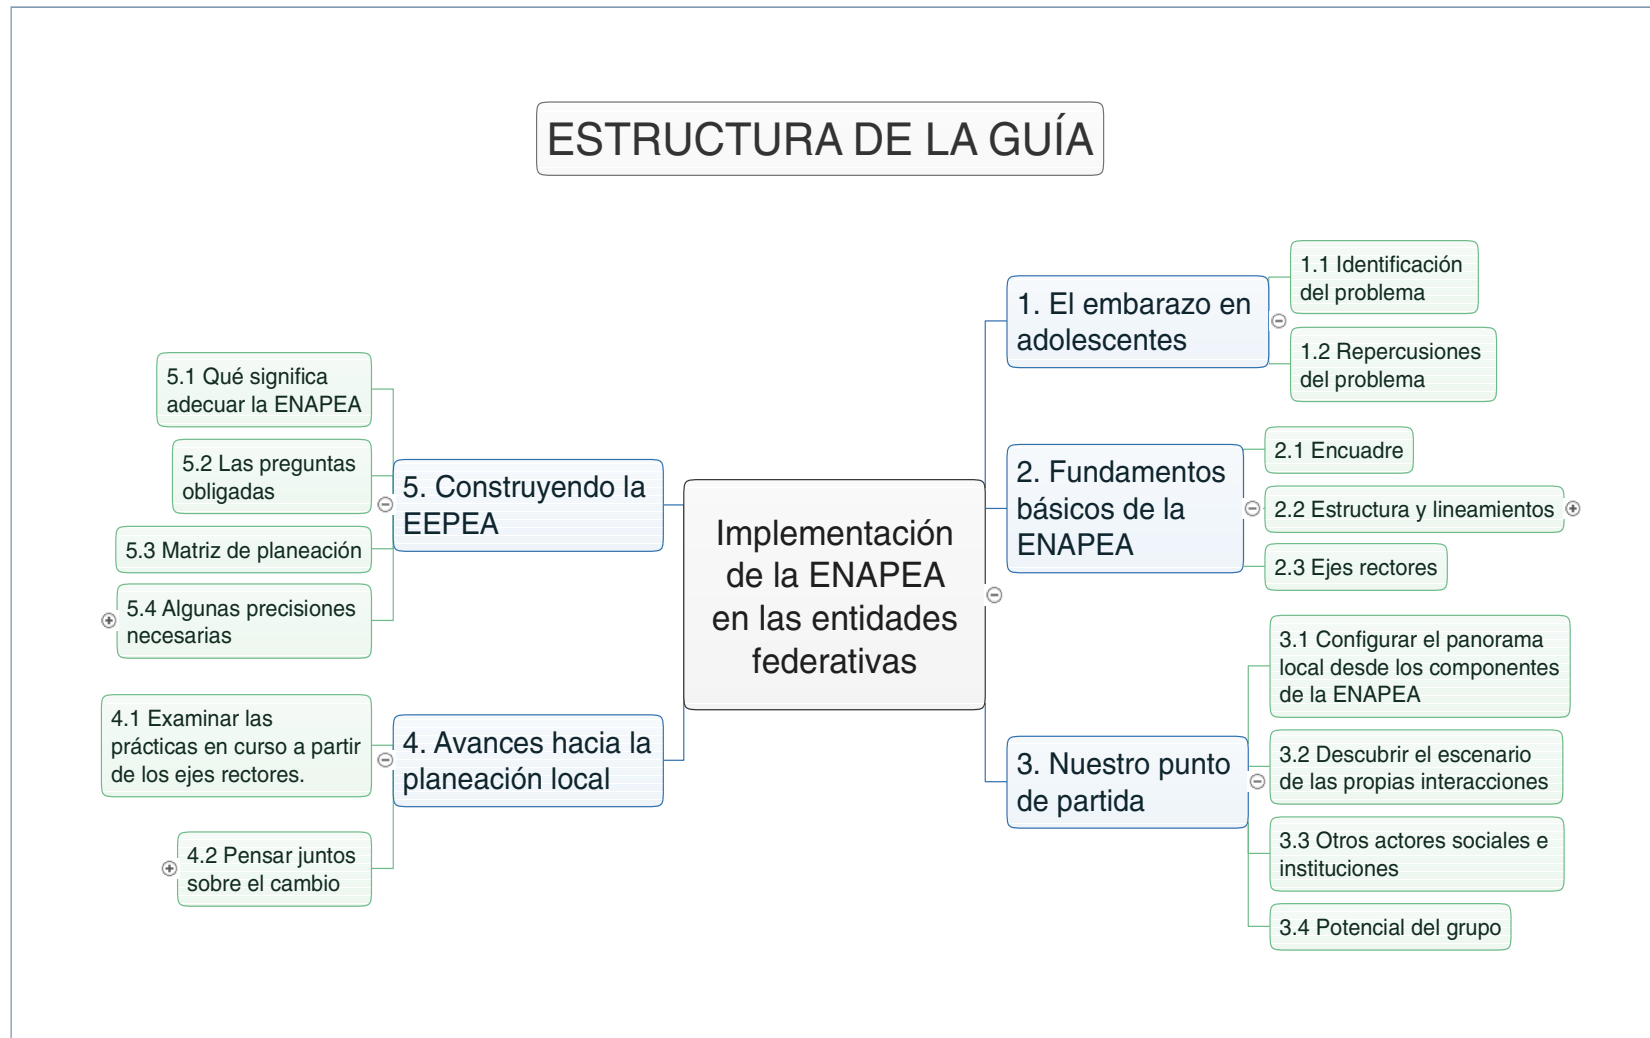 ESTRUCTURA DE LA GUÍA
Implementación
de la ENAPEA
en las entidades
federativas
1. El embarazo en
adolescentes
1.1 Identificación
del problema
1.2 Repercusiones
del problema
2. Fundamentos
básicos de la
ENAPEA
2.1 Encuadre
2.2 Estructura y lineamientos
2.3 Ejes rectores
3. Nuestro punto
de partida
3.1 Configurar el panorama
local desde los componentes
de la ENAPEA
3.2 Descubrir el escenario
de las propias interacciones
3.3 Otros actores sociales e
instituciones
3.4 Potencial del grupo
4. Avances hacia la
planeación local
4.1 Examinar las
prácticas en curso a partir
de los ejes rectores.
4.2 Pensar juntos
sobre el cambio
5. Construyendo la
EEPEA
5.1 Qué significa
adecuar la ENAPEA
5.2 Las preguntas
obligadas
5.3 Matriz de planeación
5.4 Algunas precisiones
necesarias